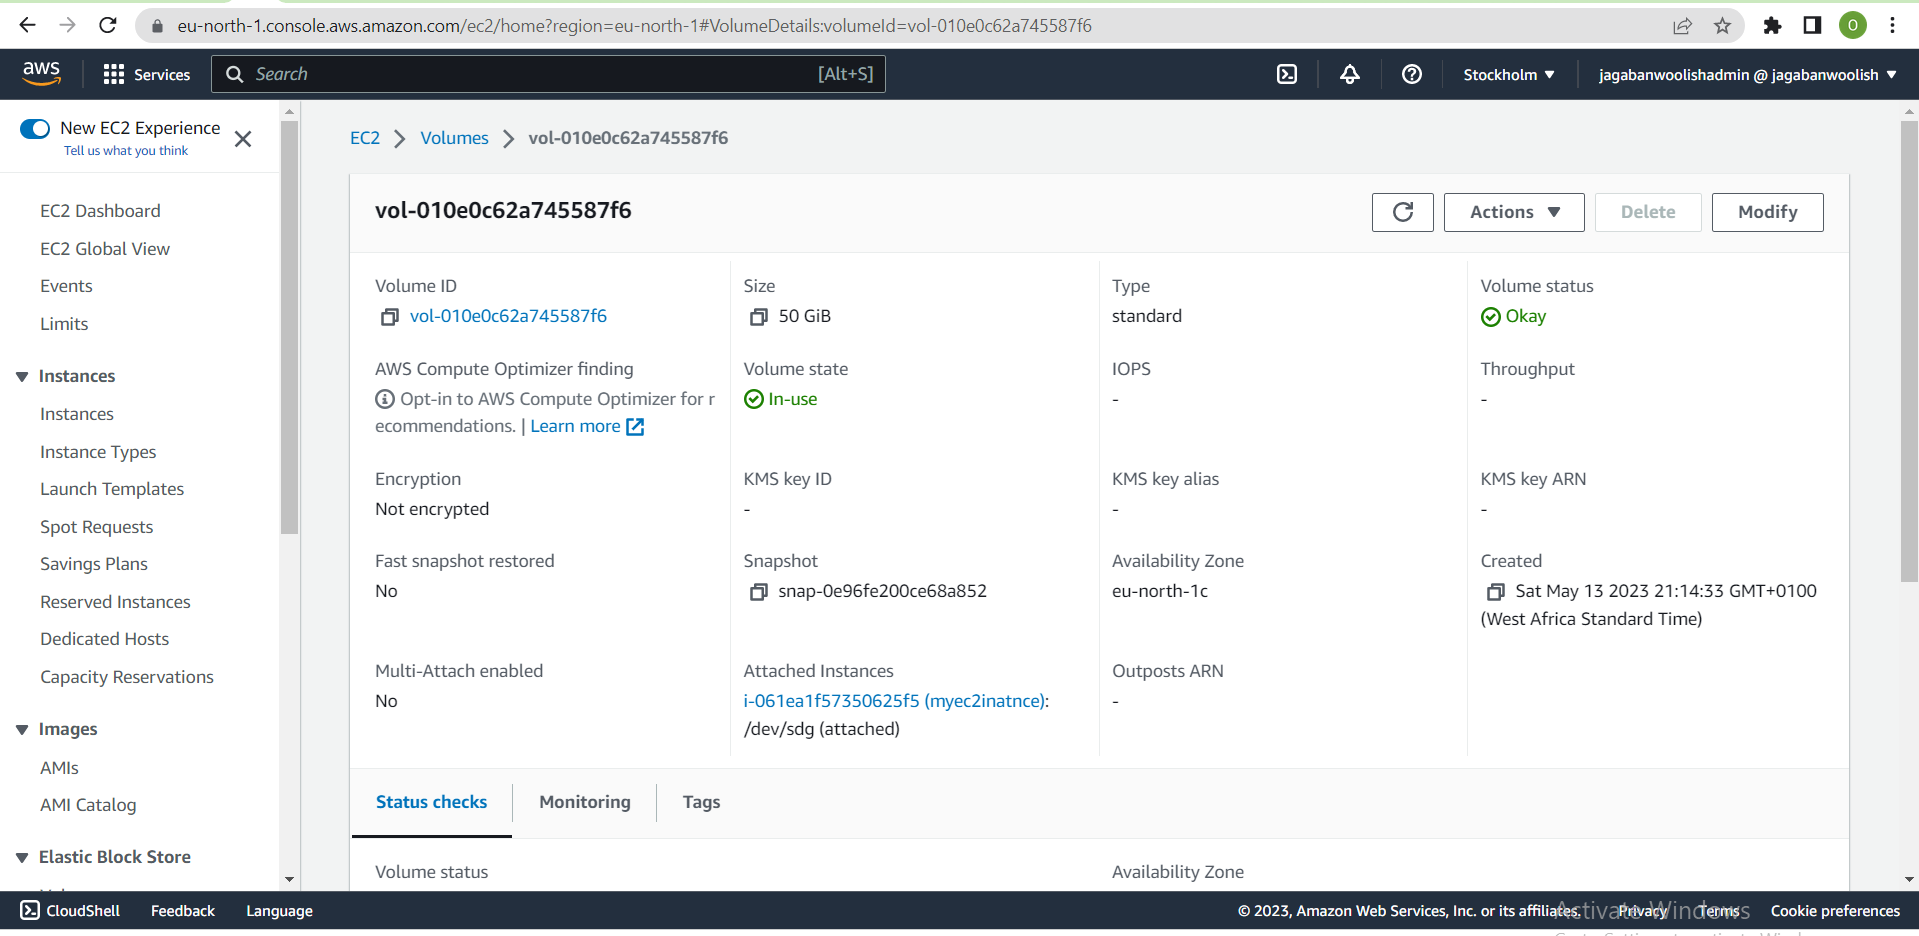 eu-north-1.console.aws.amazon.com/ec2/home?region=eu-north-1#VolumeDetails:volumeId=vol-010e0c62a745587f6
O
aws
Services
Search
[Alt+S]
Stockholm ▼
jagabanwoolishadmin @ jagabanwoolish ▼
New EC2 Experience
Tell us what you think
EC2 Dashboard
EC2 Global View
Events
Limits
Instances
Instances
Instance Types
Launch Templates
Spot Requests
Savings Plans
Reserved Instances
Dedicated Hosts
Capacity Reservations
Images
AMIs
AMI Catalog
Elastic Block Store
EC2 > Volumes > vol-010e0c62a745587f6
vol-010e0c62a745587f6
Actions ▼
Delete
Modify
Volume ID
vol-010e0c62a745587f6
Size
50 GiB
Type
standard
Volume status
Okay
AWS Compute Optimizer finding
Opt-in to AWS Compute Optimizer for r
ecommendations. | Learn more
Volume state
In-use
IOPS
-
Throughput
-
Encryption
Not encrypted
KMS key ID
-
KMS key alias
-
KMS key ARN
-
Fast snapshot restored
No
Snapshot
snap-0e96fe200ce68a852
Availability Zone
eu-north-1c
Created
Sat May 13 2023 21:14:33 GMT+0100
(West Africa Standard Time)
Multi-Attach enabled
No
Attached Instances
i-061ea1f57350625f5 (myec2inatnce):
/dev/sdg (attached)
Outposts ARN
-
Status checks
Monitoring
Tags
Volume status
Availability Zone
CloudShell
Feedback
Language
© 2023, Amazon Web Services, Inc. or its affiliates.
Privacy
Terms
Cookie preferences
Activate Windows